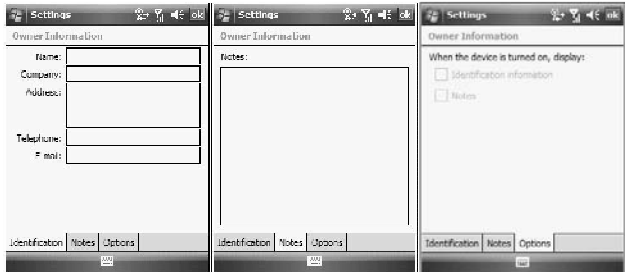 Settings ok
Owner Information
Name:
Company:
Address:
Telephone:
E-mail:
Identification Notes Options
Settings ok
Owner Information
Notes:
Identification Notes Options
Settings ok
Owner Information
When the device is turned on, display:
Identification information
Notes
Identification Notes Options